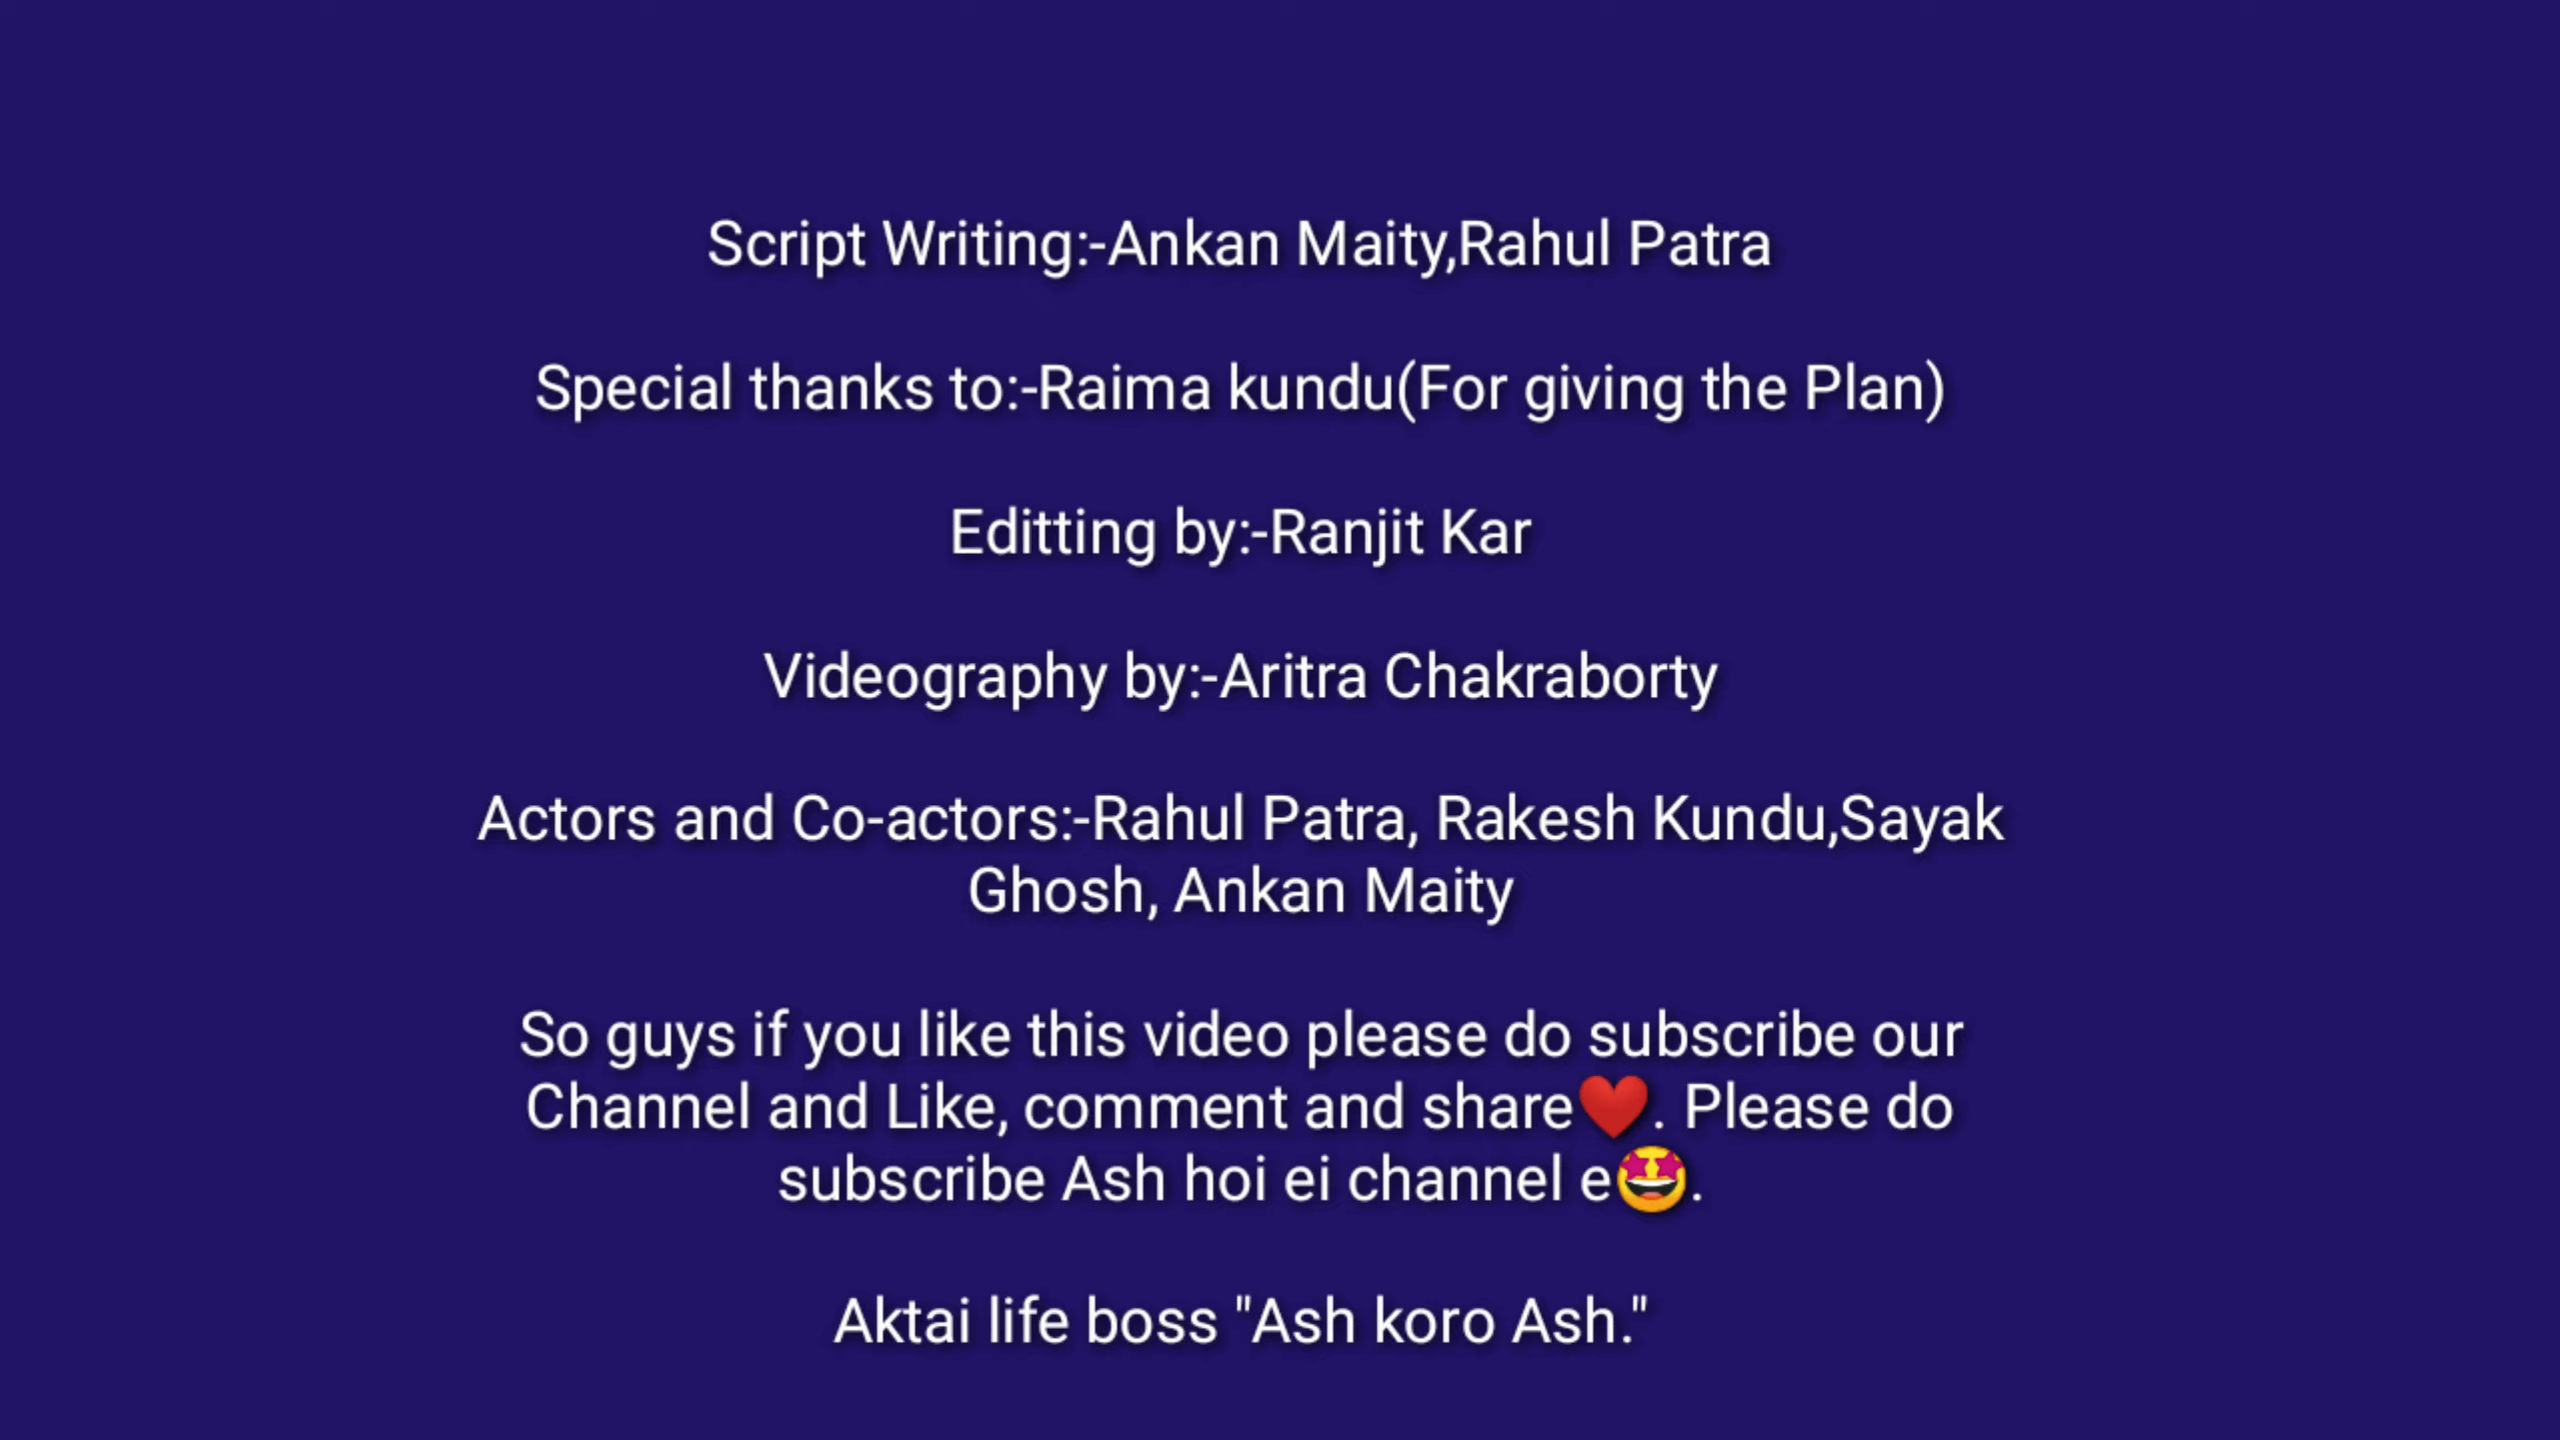 Script Writing:-Ankan Maity,Rahul Patra
Special thanks to:-Raima kundu(For giving the Plan)
Editting by:-Ranjit Kar
Videography by:-Aritra Chakraborty
Actors and Co-actors:-Rahul Patra, Rakesh Kundu,Sayak
Ghosh, Ankan Maity
So guys if you like this video please do subscribe our
Channel and Like, comment and share❤️. Please do
subscribe Ash hoi ei channel e🤩.
Aktai life boss "Ash koro Ash."